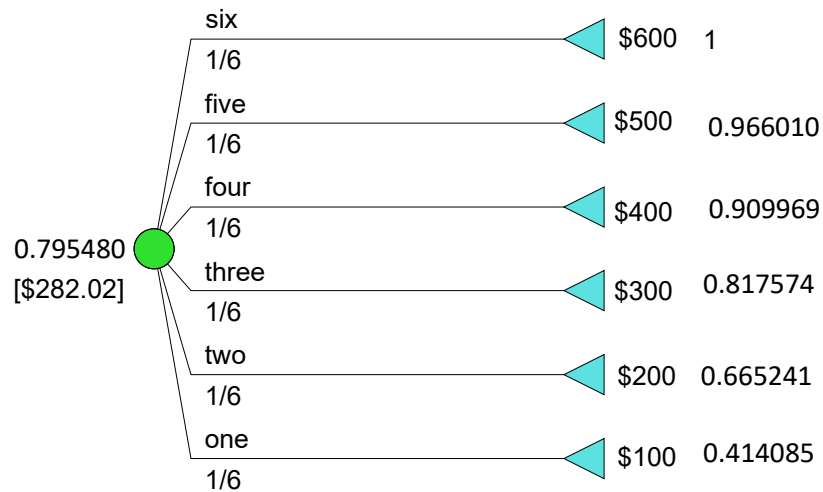 six
1/6
$600 1
five
1/6
$500 0.966010
four
1/6
$400 0.909969
0.795480
[$282.02]
three
1/6
$300 0.817574
two
1/6
$200 0.665241
one
1/6
$100 0.414085